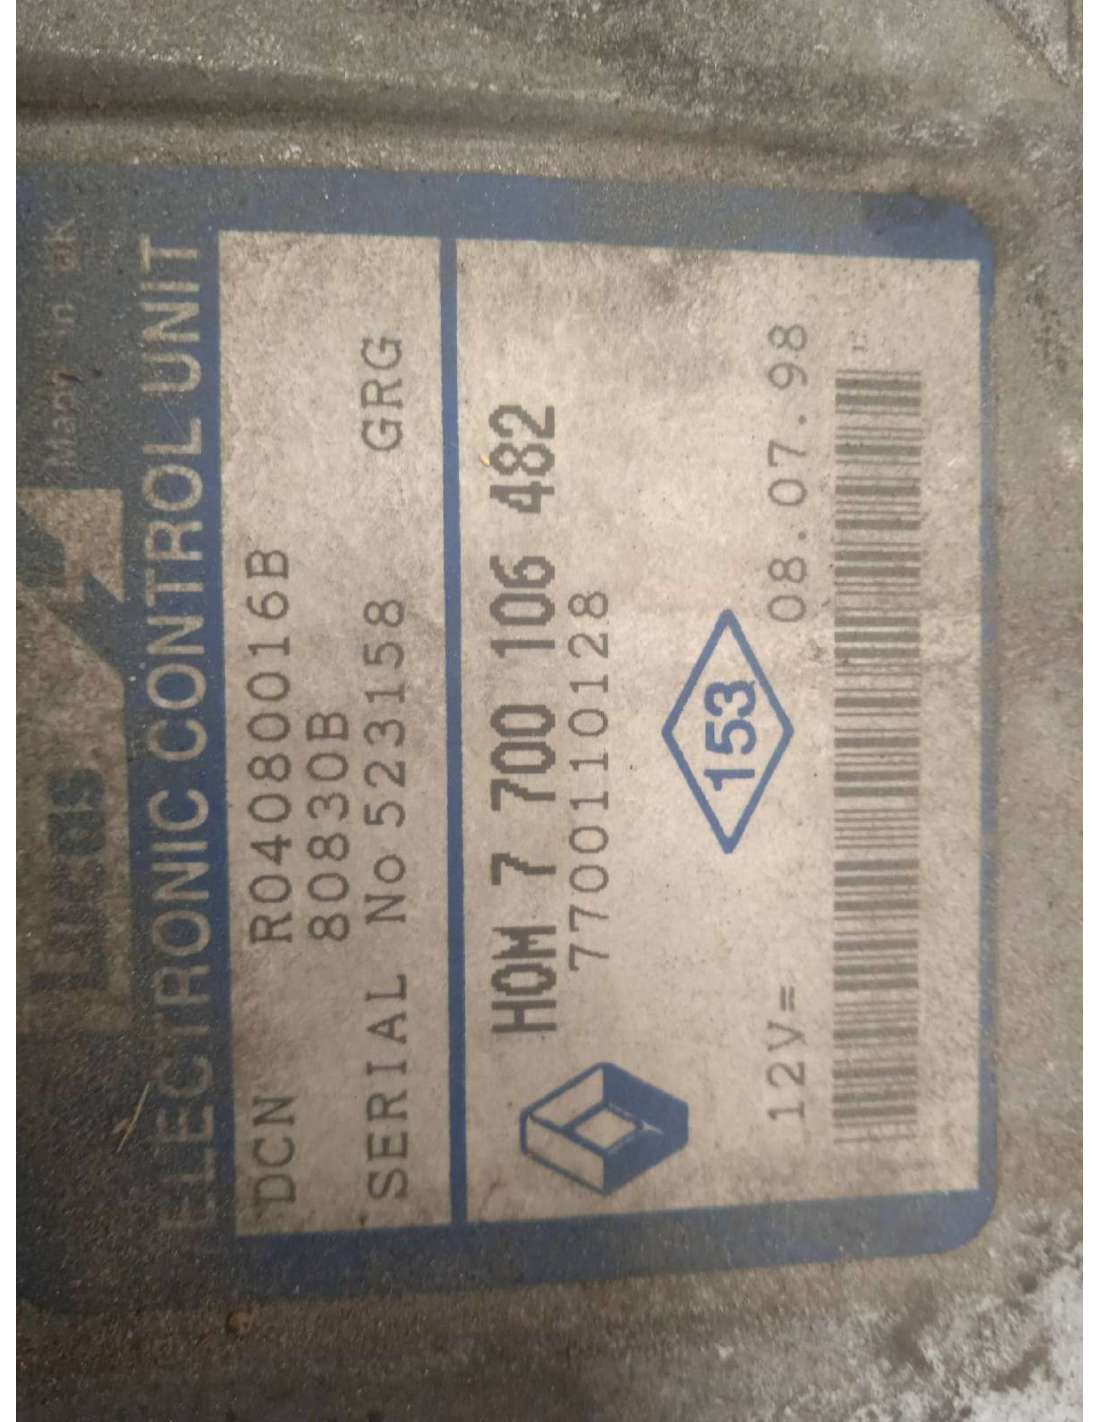 Lucas
Made in UK
ELECTRONIC CONTROL UNIT
DCN R04080016B
80830B
SERIAL No 523158 GRG
HOM 7 700 106 482
7700110128
153
12V= 08.07.98